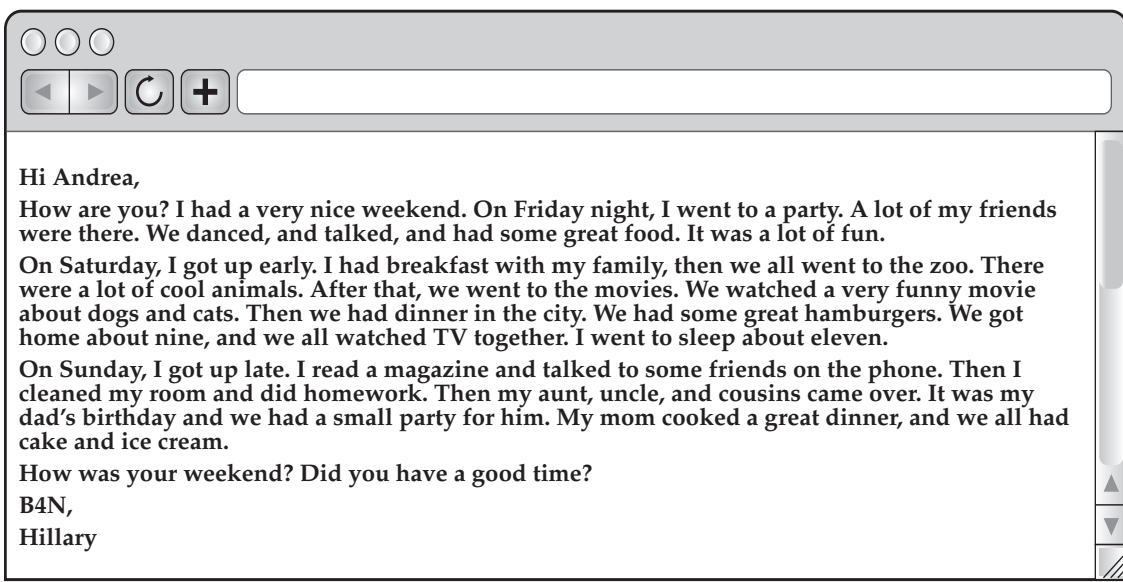 Hi Andrea,
How are you? I had a very nice weekend. On Friday night, I went to a party. A lot of my friends
were there. We danced, and talked, and had some great food. It was a lot of fun.
On Saturday, I got up early. I had breakfast with my family, then we all went to the zoo. There
were a lot of cool animals. After that, we went to the movies. We watched a very funny movie
about dogs and cats. Then we had dinner in the city. We had some great hamburgers. We got
home about nine, and we all watched TV together. I went to sleep about eleven.
On Sunday, I got up late. I read a magazine and talked to some friends on the phone. Then I
cleaned my room and did homework. Then my aunt, uncle, and cousins came over. It was my
dad's birthday and we had a small party for him. My mom cooked a great dinner, and we all had
cake and ice cream.
How was your weekend? Did you have a good time?
B4N,
Hillary